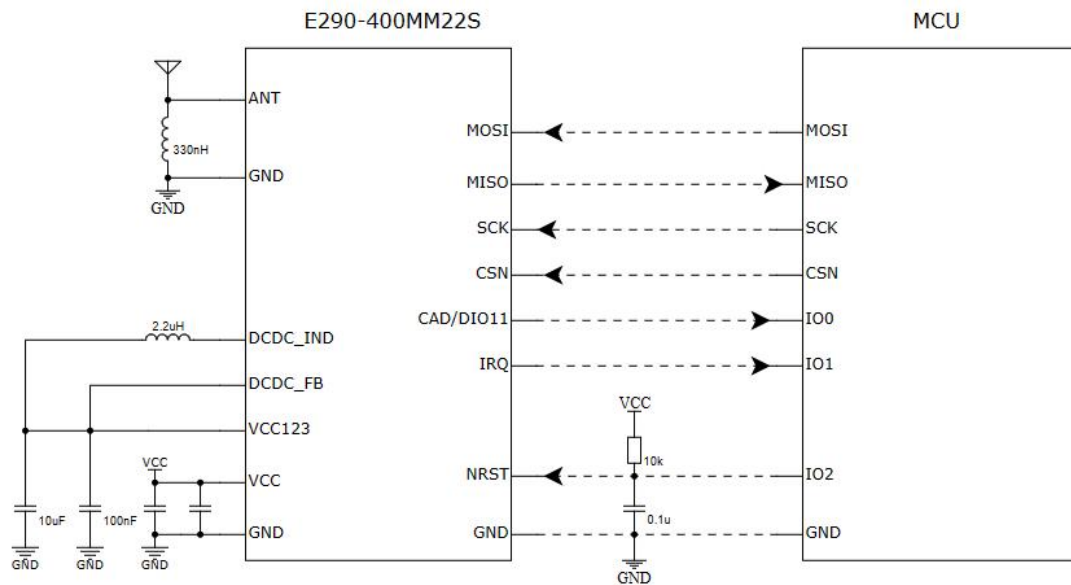 E290-400MM22S
MCU
ANT
330nH
GND
GND
MOSI
MOSI
MISO
MISO
SCK
SCK
CSN
CSN
2.2uH
DCDC_IND
CAD/DIO11
IO0
DCDC_FB
IRQ
IO1
VCC123
VCC
10k
VCC
VCC
NRST
IO2
10uF
100nF
0.1u
GND
GND
GND
GND
GND
GND
GND